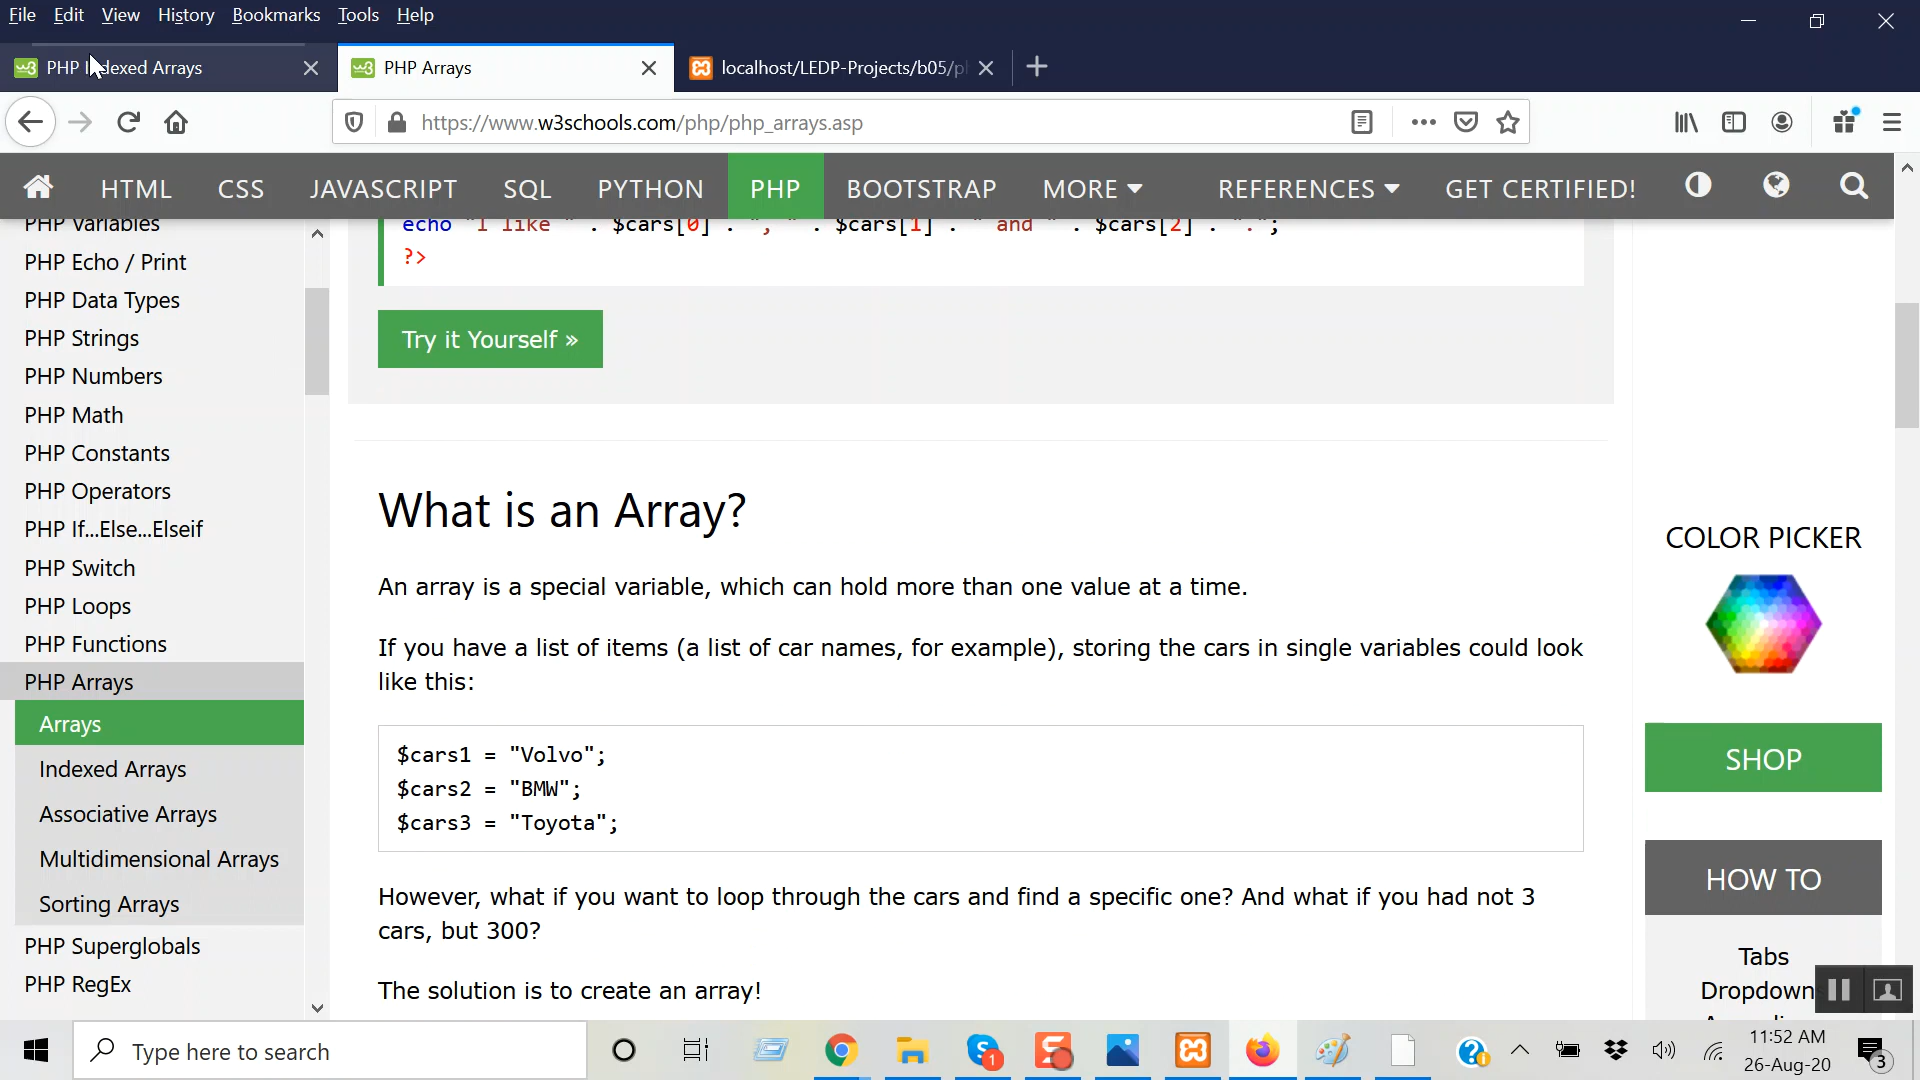 File Edit View History Bookmarks Tools Help
PHP Indexed Arrays
PHP Arrays
localhost/LEDP-Projects/b05/
https://www.w3schools.com/php/php_arrays.asp
HTML CSS JAVASCRIPT SQL PYTHON PHP BOOTSTRAP MORE REFERENCES GET CERTIFIED!
PHP Variables
PHP Echo / Print
PHP Data Types
PHP Strings
PHP Numbers
PHP Math
PHP Constants
PHP Operators
PHP If...Else...Elseif
PHP Switch
PHP Loops
PHP Functions
PHP Arrays
Arrays
Indexed Arrays
Associative Arrays
Multidimensional Arrays
Sorting Arrays
PHP Superglobals
PHP RegEx
echo "I like " . $cars[0] . ", " . $cars[1] . " and " . $cars[2] . ".";
?>
Try it Yourself »
What is an Array?
An array is a special variable, which can hold more than one value at a time.
If you have a list of items (a list of car names, for example), storing the cars in single variables could look
like this:
$cars1 = "Volvo";
$cars2 = "BMW";
$cars3 = "Toyota";
However, what if you want to loop through the cars and find a specific one? And what if you had not 3
cars, but 300?
The solution is to create an array!
COLOR PICKER
SHOP
HOW TO
Tabs
Dropdown
Type here to search
1
11:52 AM
26-Aug-20
3